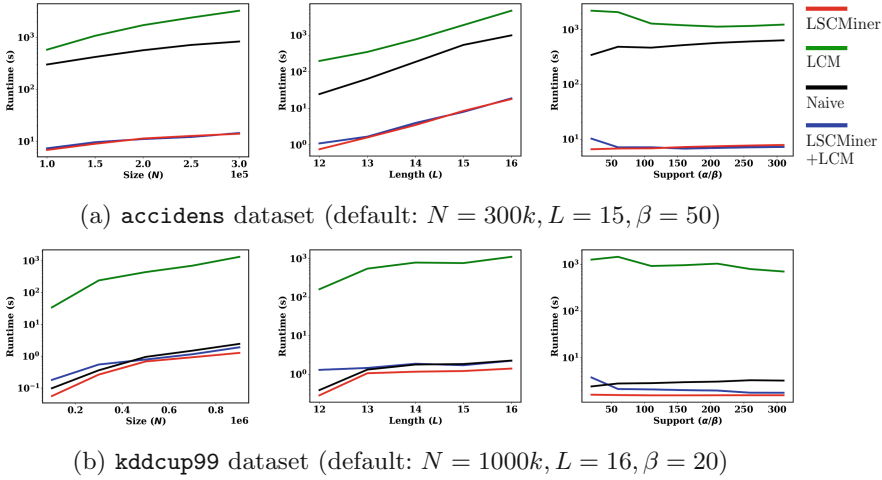 Runtime (s)
10³
10²
10¹
1.0 1.5 2.0 2.5 3.0
1e5
Size (N)
Runtime (s)
10³
10²
10¹
10⁰
12 13 14 15 16
Length (L)
Runtime (s)
10³
10²
10¹
50 100 150 200 250 300
Support (α/β)
LSCMiner
LCM
Naive
LSCMiner
+LCM
(a) accidens dataset (default: N = 300k, L = 15, β = 50)
Runtime (s)
10³
10²
10¹
10⁰
10⁻¹
0.2 0.4 0.6 0.8
1e6
Size (N)
Runtime (s)
10³
10²
10¹
10⁰
12 13 14 15 16
Length (L)
Runtime (s)
10³
10²
10¹
50 100 150 200 250 300
Support (α/β)
(b) kddcup99 dataset (default: N = 1000k, L = 16, β = 20)